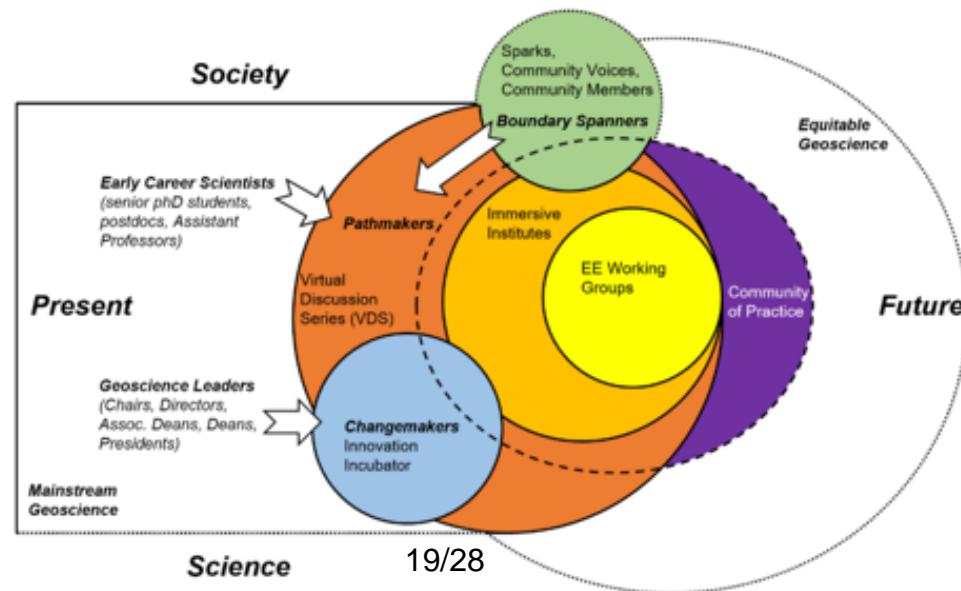 Society
Sparks,
Community Voices,
Community Members
Boundary Spanners
Equitable
Geoscience
Early Career Scientists
(senior phD students,
postdocs, Assistant
Professors)
Pathmakers
Immersive
Institutes
EE Working
Groups
Present
Virtual
Discussion
Series (VDS)
Community
of Practice
Future
Geoscience Leaders
(Chairs, Directors,
Assoc. Deans, Deans,
Presidents)
Changemakers
Innovation
Incubator
Mainstream
Geoscience
Science
19/28